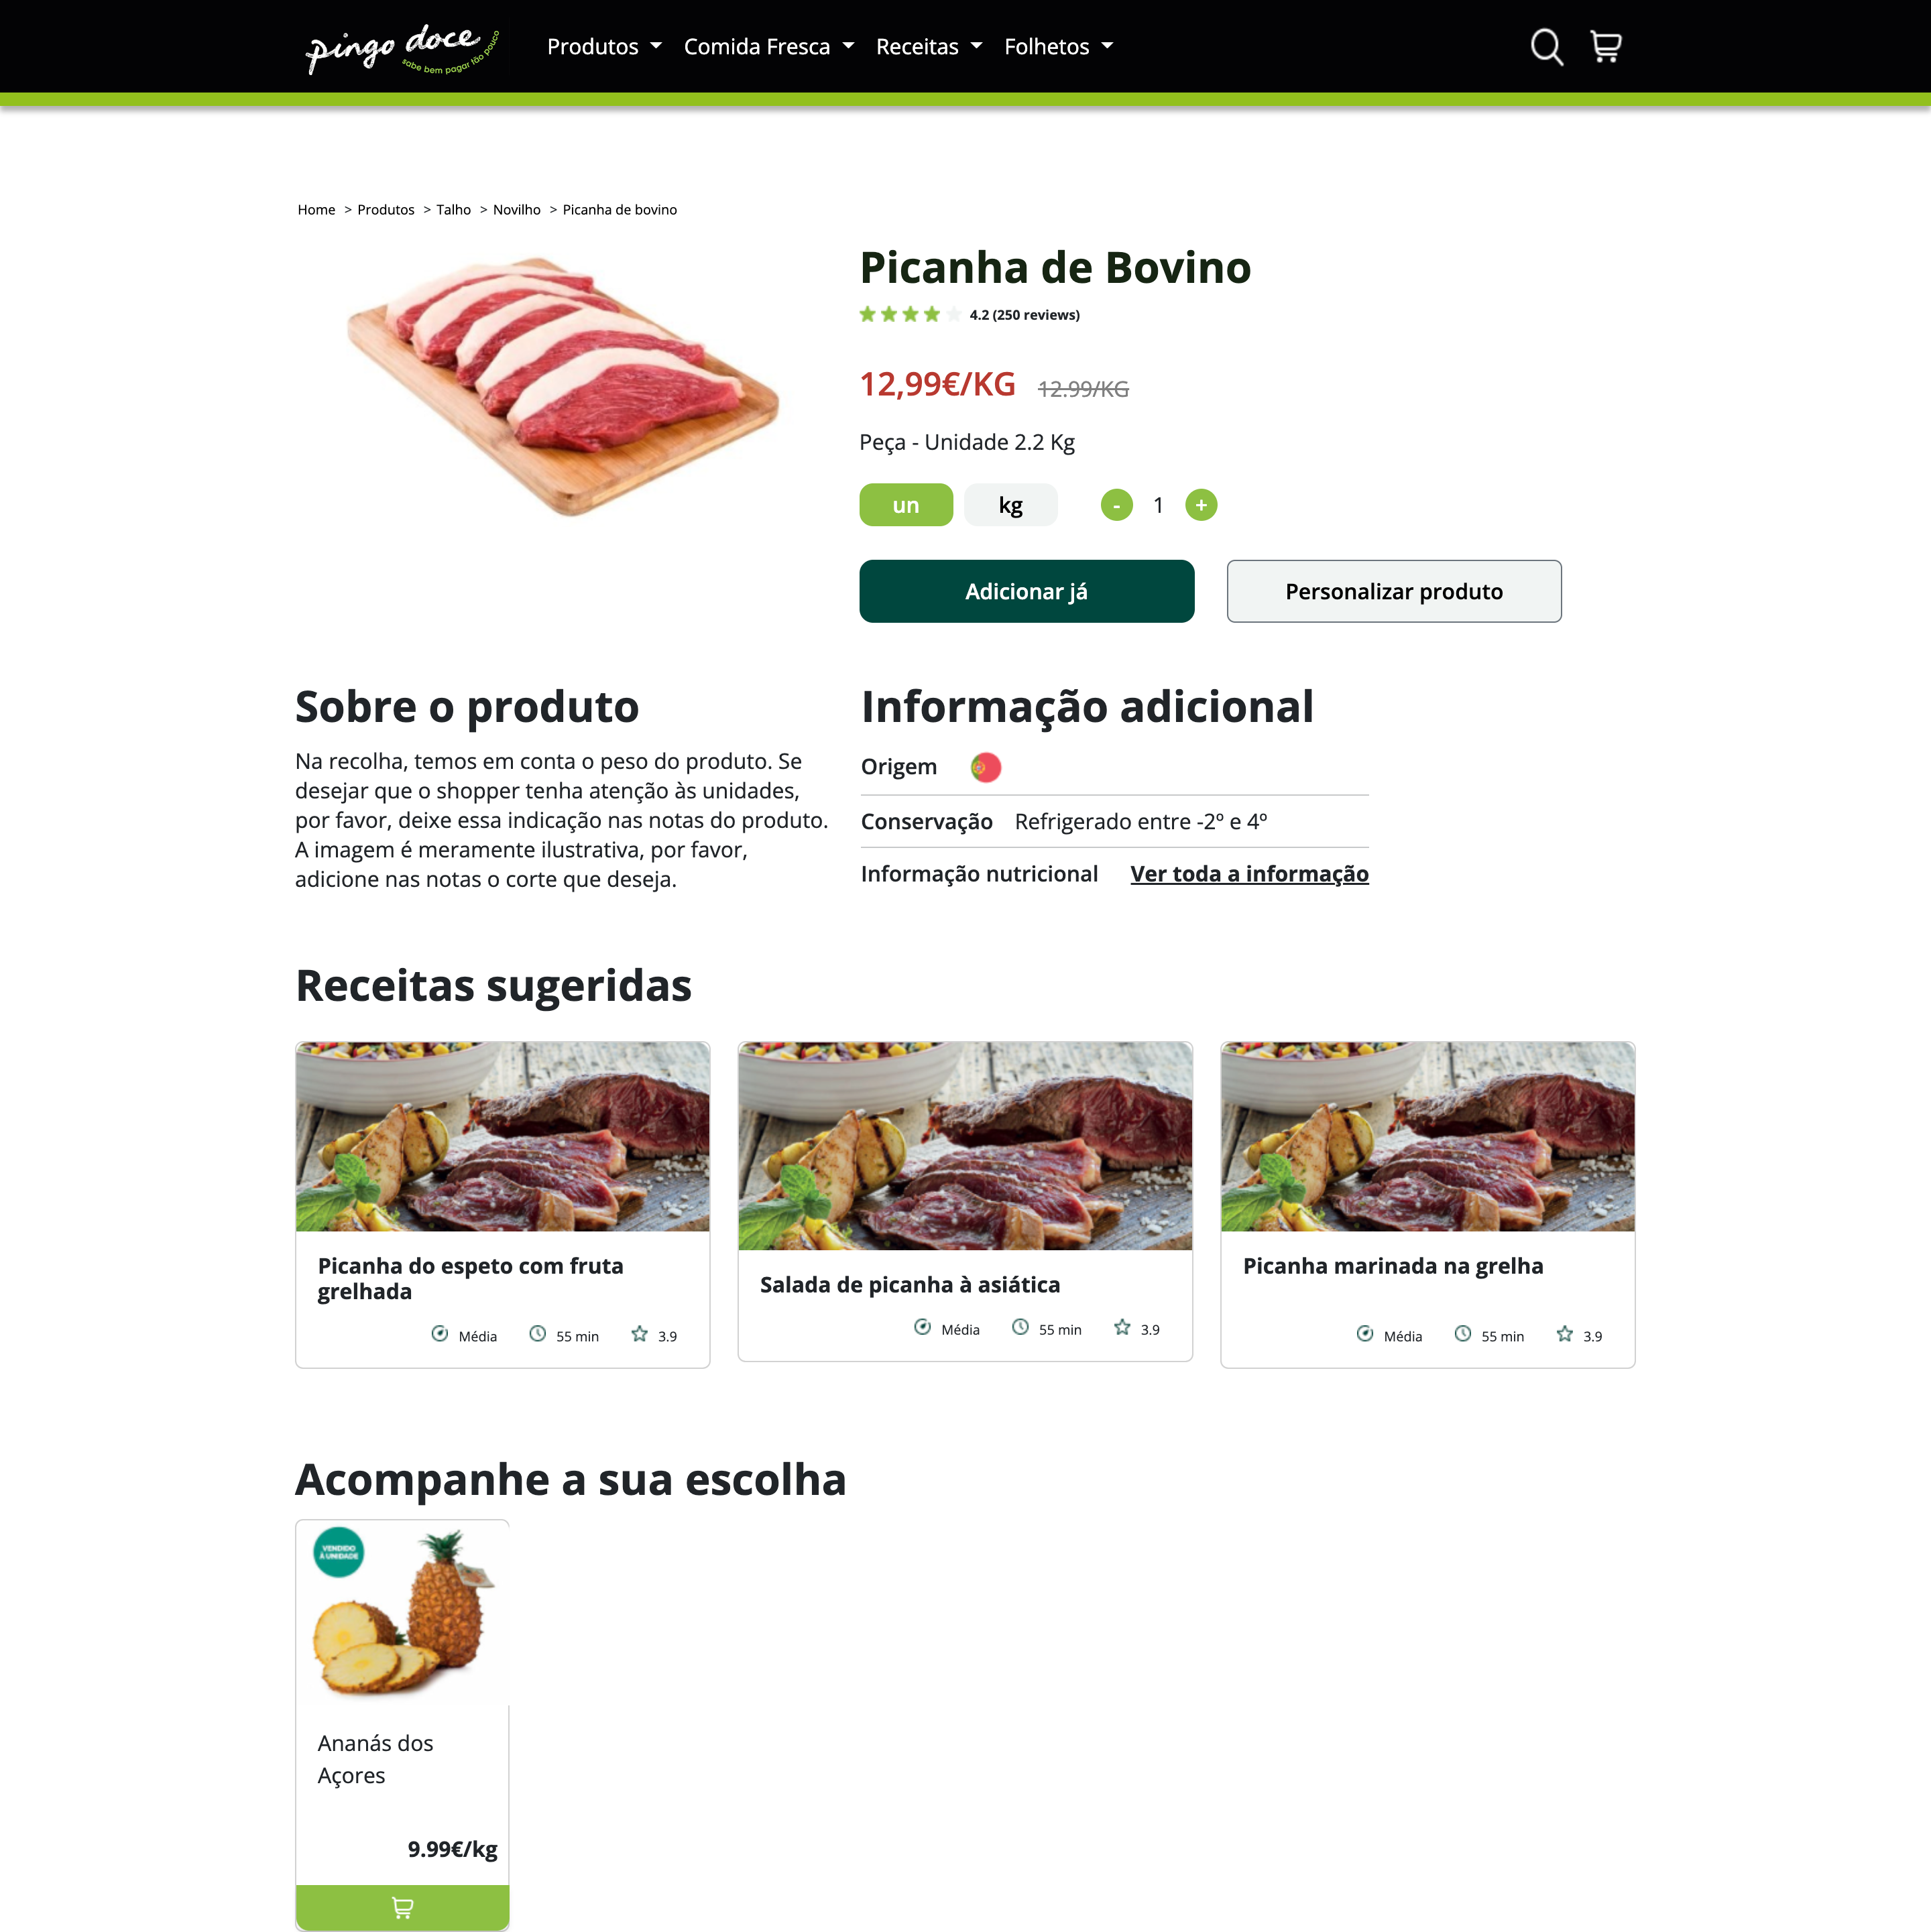 pingo doce
sabe bem pagar tão pouco
Produtos
Comida Fresca
Receitas
Folhetos
Home > Produtos > Talho > Novilho > Picanha de bovino
Picanha de Bovino
4.2 (250 reviews)
12,99€/KG 12.99/KG
Peça - Unidade 2.2 Kg
un kg - 1 +
Adicionar já
Personalizar produto
Sobre o produto
Na recolha, temos em conta o peso do produto. Se
desejar que o shopper tenha atenção às unidades,
por favor, deixe essa indicação nas notas do produto.
A imagem é meramente ilustrativa, por favor,
adicione nas notas o corte que deseja.
Informação adicional
Origem
Conservação Refrigerado entre -2º e 4º
Informação nutricional Ver toda a informação
Receitas sugeridas
Picanha do espeto com fruta
grelhada
Média 55 min 3.9
Salada de picanha à asiática
Média 55 min 3.9
Picanha marinada na grelha
Média 55 min 3.9
Acompanhe a sua escolha
VENDIDO
À UNIDADE
Ananás dos
Açores
9.99€/kg